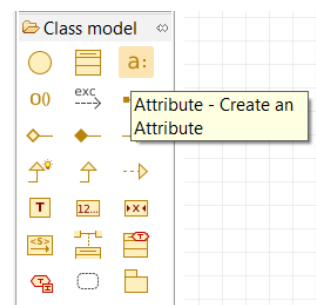 Class model
a:
O()
exc
Attribute - Create an
Attribute
T
12...
X
<S>
T
T